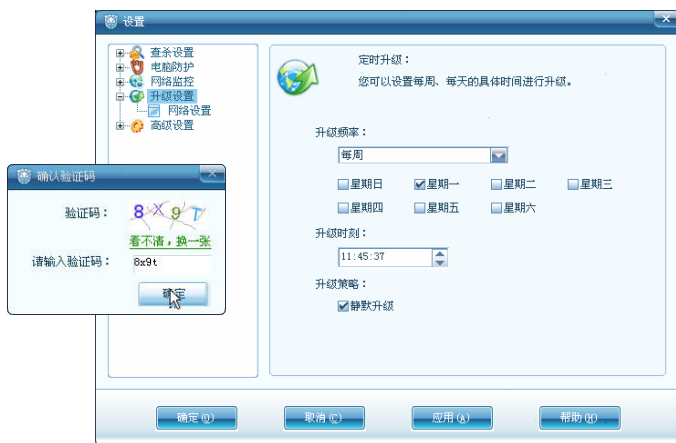 设置
查杀设置
电脑防护
网络监控
升级设置
网络设置
高级设置
定时升级：
您可以设置每周、每天的具体时间进行升级。
升级频率：
每周
星期日 星期一 星期二 星期三
星期四 星期五 星期六
升级时刻：
11:45:37
升级策略：
静默升级
确认验证码
验证码： 8X9T
看不清，换一张
请输入验证码： 8x9t
确定
确定(O) 取消(C) 应用(A) 帮助(H)